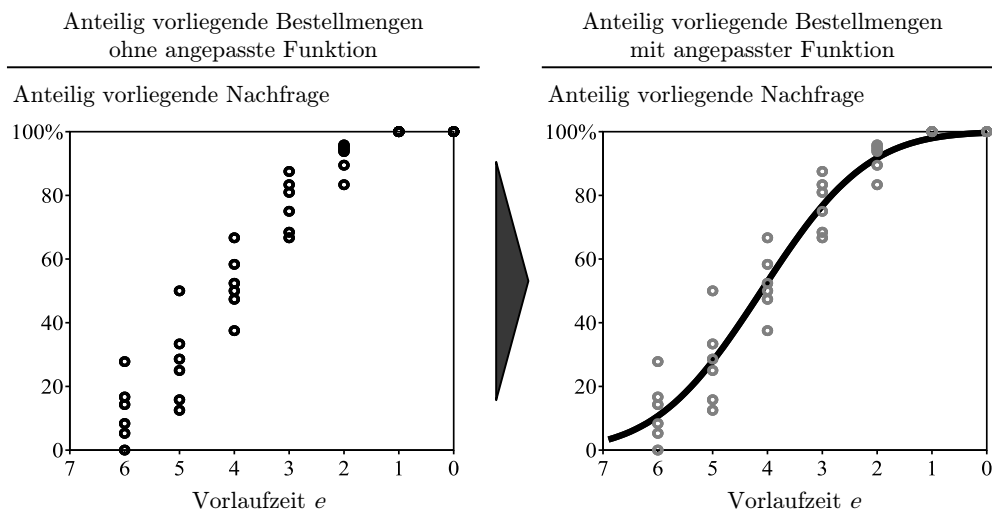 Anteilig vorliegende Bestellmengen
ohne angepasste Funktion
Anteilig vorliegende Nachfrage
100%
80
60
40
20
0
7 6 5 4 3 2 1 0
Vorlaufzeit e
Anteilig vorliegende Bestellmengen
mit angepasster Funktion
Anteilig vorliegende Nachfrage
100%
80
60
40
20
0
7 6 5 4 3 2 1 0
Vorlaufzeit e